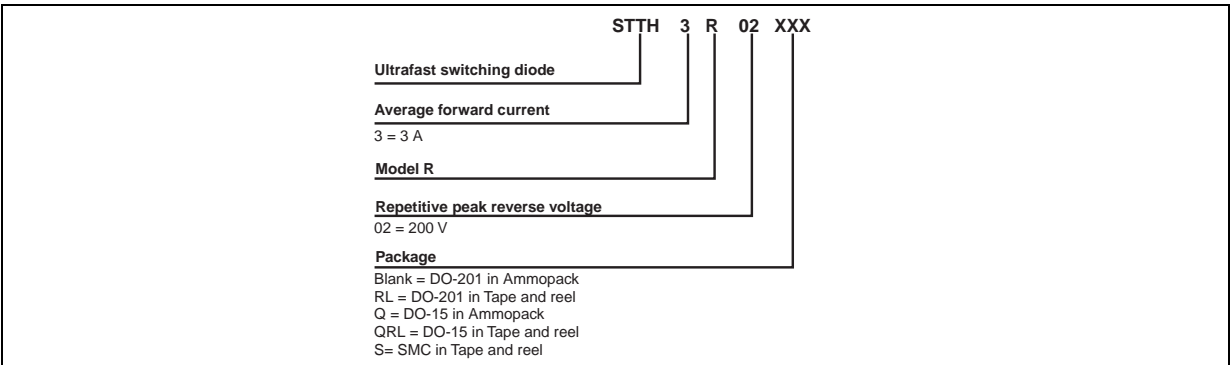 STTH 3 R 02 XXX
Ultrafast switching diode
Average forward current
3 = 3 A
Model R
Repetitive peak reverse voltage
02 = 200 V
Package
Blank = DO-201 in Ammopack
RL = DO-201 in Tape and reel
Q = DO-15 in Ammopack
QRL = DO-15 in Tape and reel
S= SMC in Tape and reel